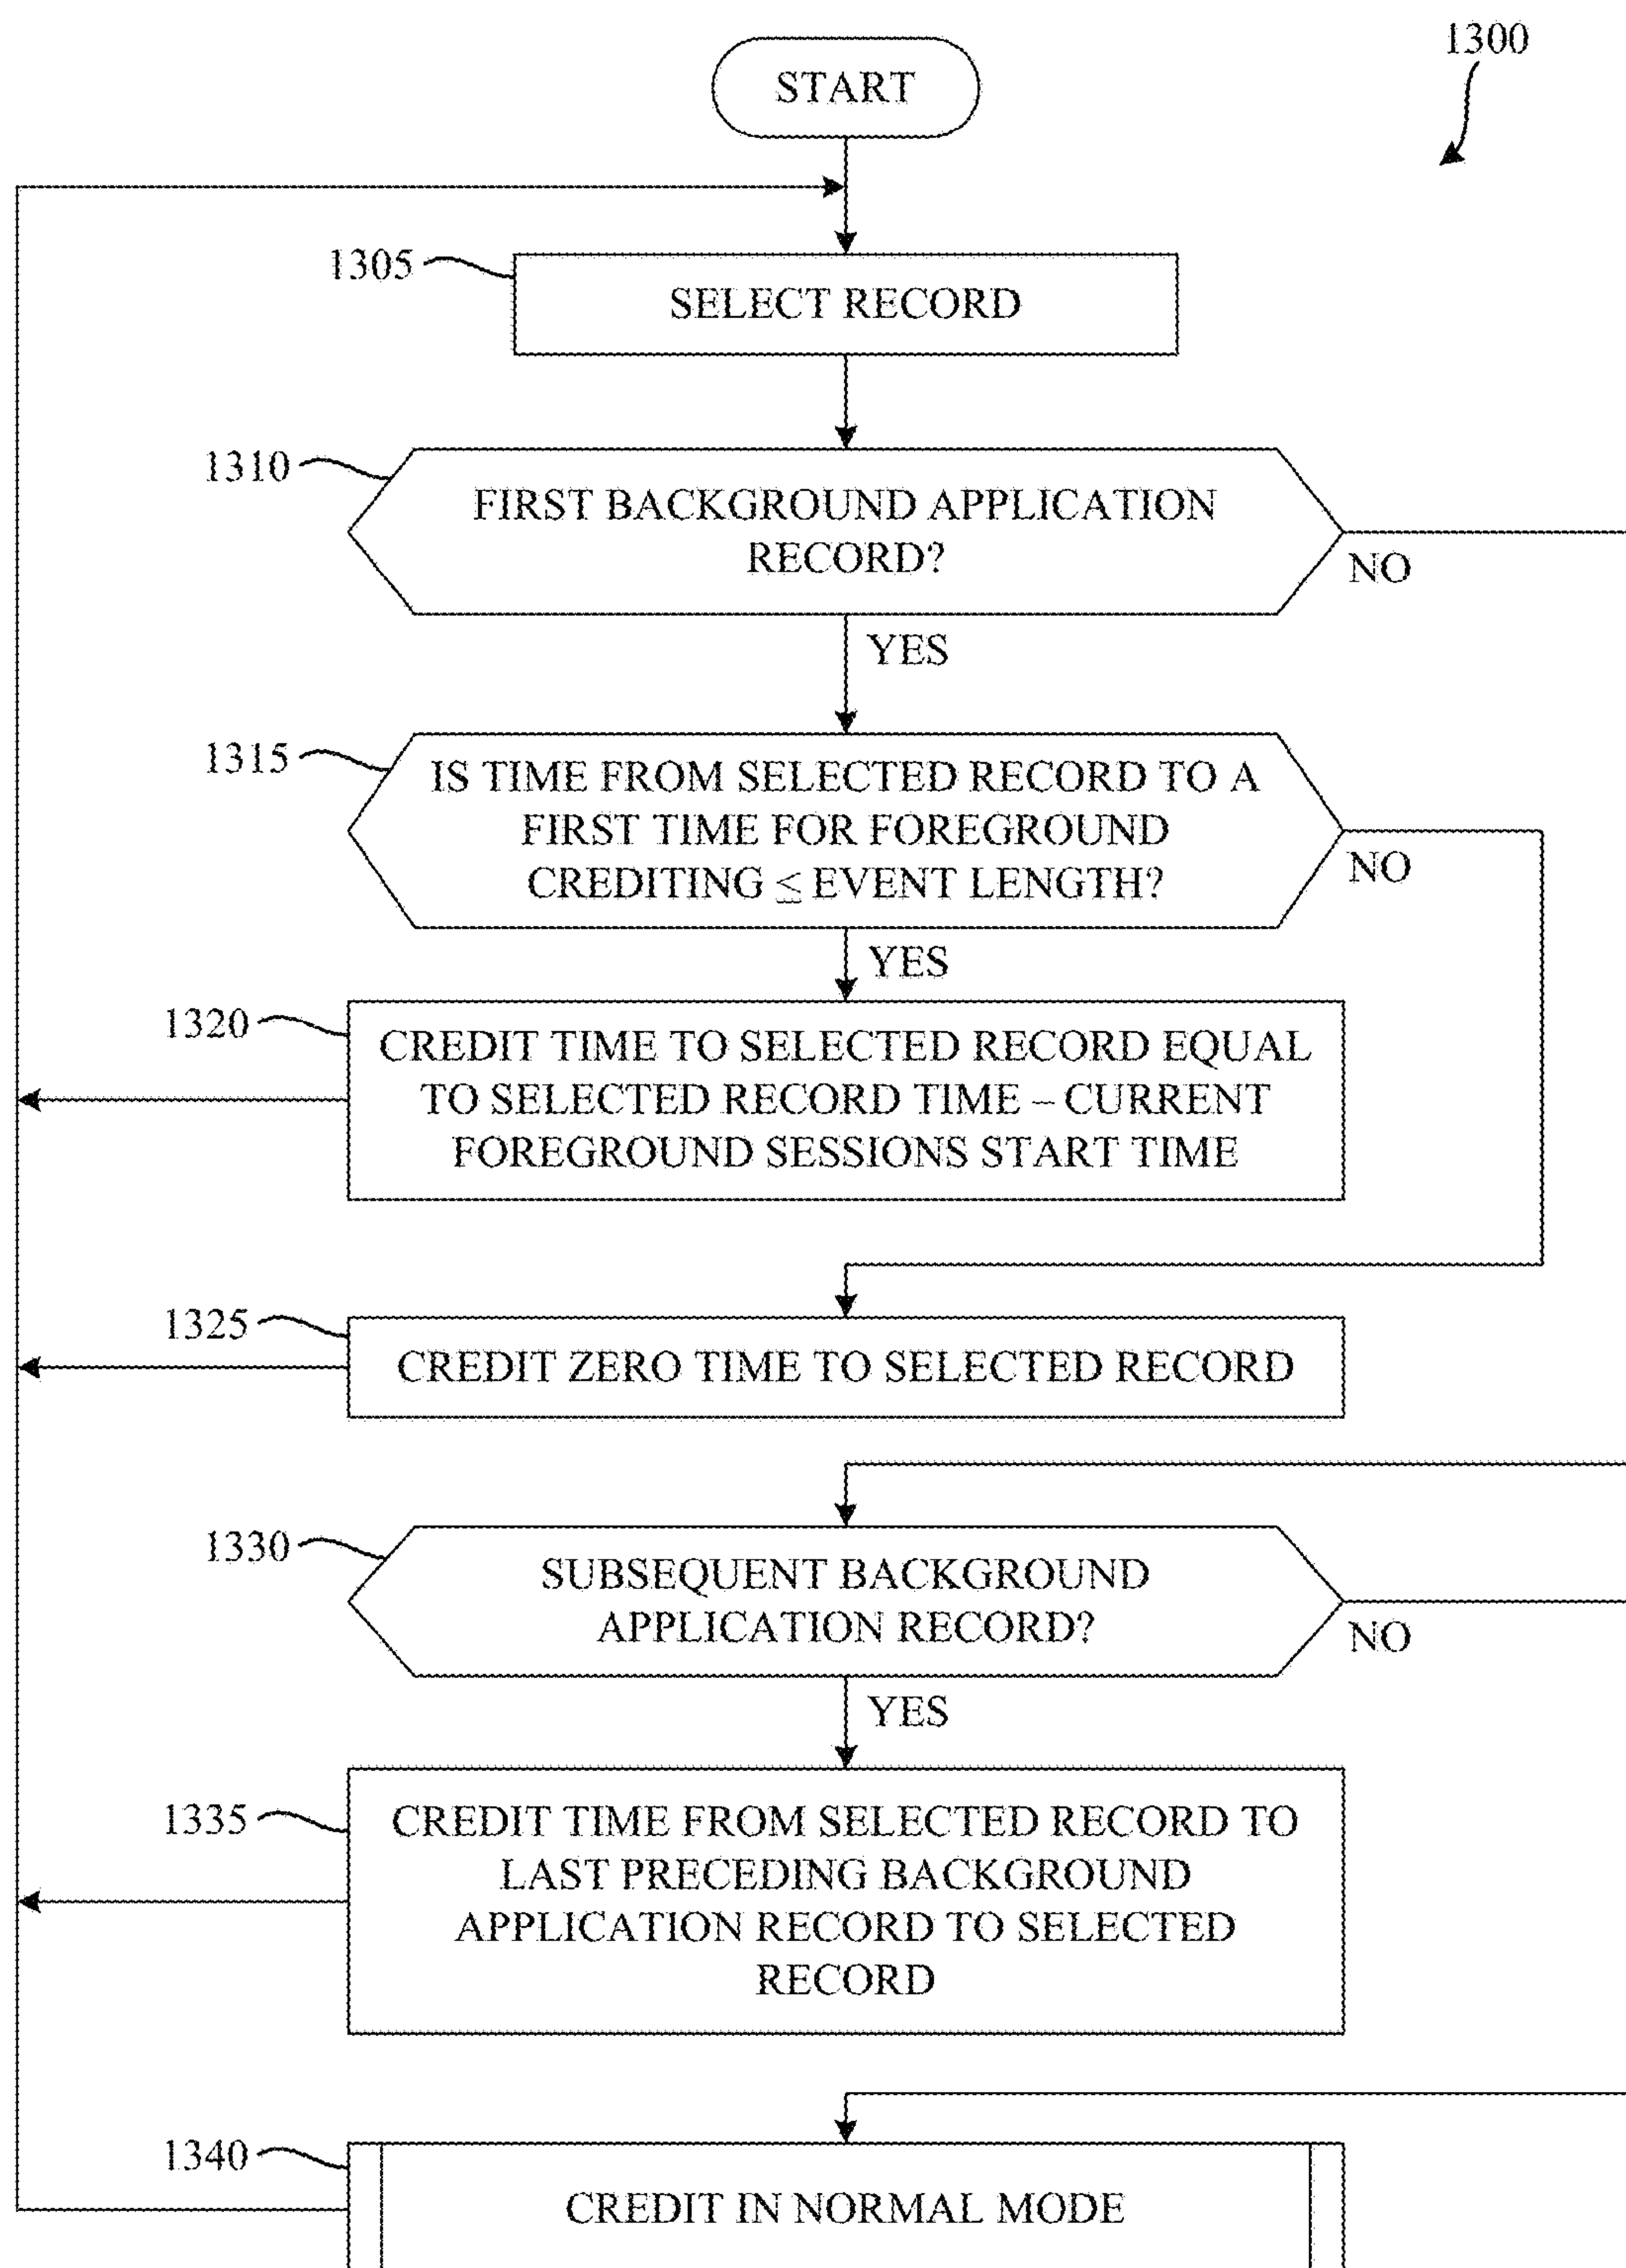 1300
START
1305
SELECT RECORD
1310
FIRST BACKGROUND APPLICATION
RECORD?
NO
YES
1315
IS TIME FROM SELECTED RECORD TO A
FIRST TIME FOR FOREGROUND
CREDITING ≤ EVENT LENGTH?
NO
YES
1320
CREDIT TIME TO SELECTED RECORD EQUAL
TO SELECTED RECORD TIME – CURRENT
FOREGROUND SESSIONS START TIME
1325
CREDIT ZERO TIME TO SELECTED RECORD
1330
SUBSEQUENT BACKGROUND
APPLICATION RECORD?
NO
YES
1335
CREDIT TIME FROM SELECTED RECORD TO
LAST PRECEDING BACKGROUND
APPLICATION RECORD TO SELECTED
RECORD
1340
CREDIT IN NORMAL MODE